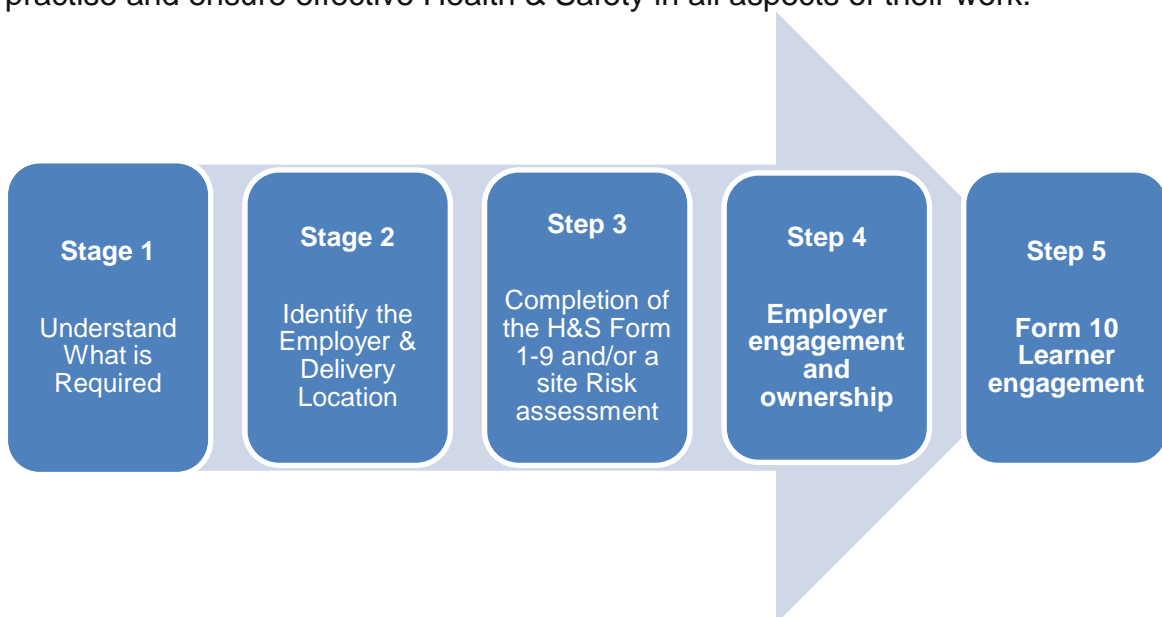 practise and ensure effective Health & Safety in all aspects of their work.
Stage 1
Understand
What is
Required
Stage 2
Identify the
Employer &
Delivery
Location
Step 3
Completion of
the H&S Form
1-9 and/or a
site Risk
assessment
Step 4
Employer
engagement
and
ownership
Step 5
Form 10
Learner
engagement